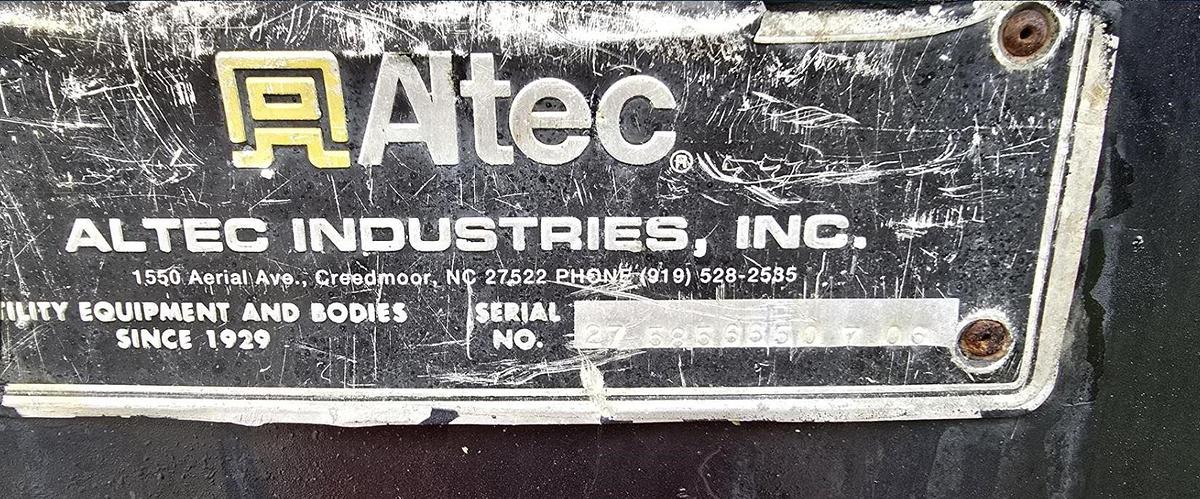 Altec®
ALTEC INDUSTRIES, INC.
1550 Aerial Ave., Creedmoor, NC 27522 PHONE (919) 528-2535
TILITY EQUIPMENT AND BODIES
SINCE 1929
SERIAL
NO.